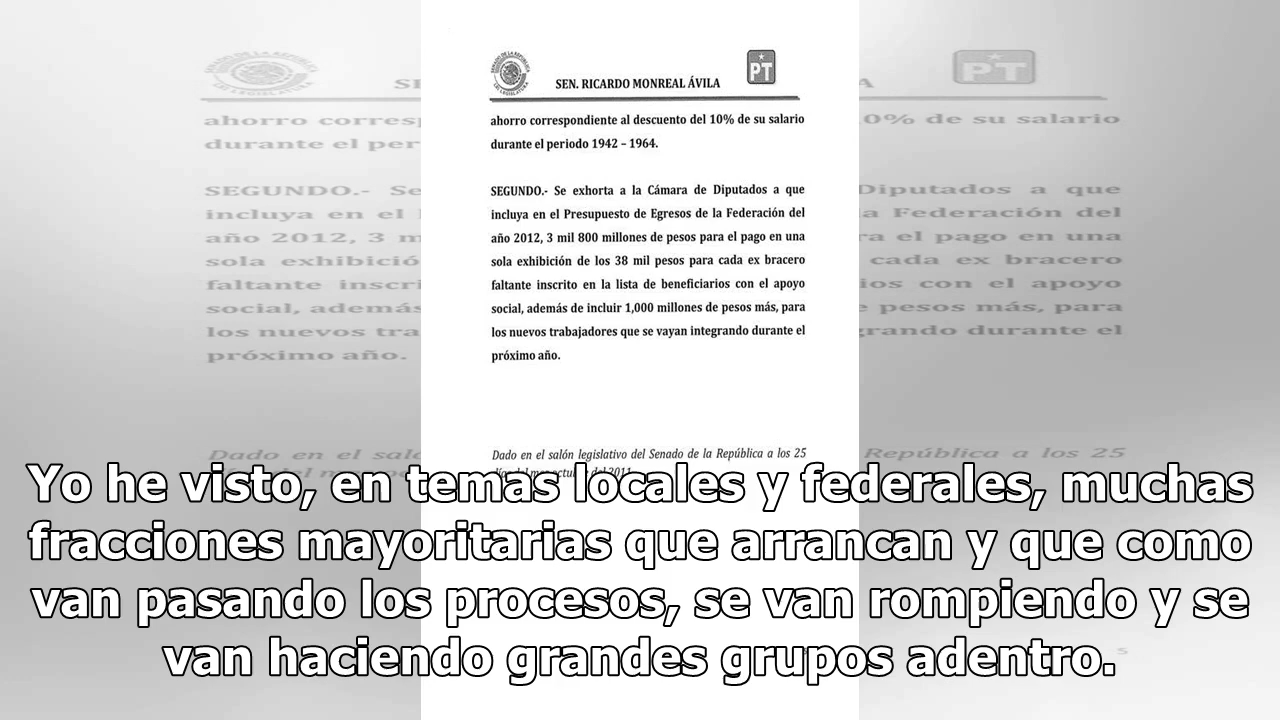 SEN. RICARDO MONREAL ÁVILA
PT
ahorro correspondiente al descuento del 10% de su salario
durante el periodo 1942 – 1964.
SEGUNDO.- Se exhorta a la Cámara de Diputados a que
incluya en el Presupuesto de Egresos de la Federación del
año 2012, 3 mil 800 millones de pesos para el pago en una
sola exhibición de los 38 mil pesos para cada ex bracero
faltante inscrito en la lista de beneficiarios con el apoyo
social, además de incluir 1,000 millones de pesos más, para
los nuevos trabajadores que se vayan integrando durante el
próximo año.
Dado en el salón legislativo del Senado de la República a los 25
Yo he visto, en temas locales y federales, muchas
fracciones mayoritarias que arrancan y que como
van pasando los procesos, se van rompiendo y se
van haciendo grandes grupos adentro.